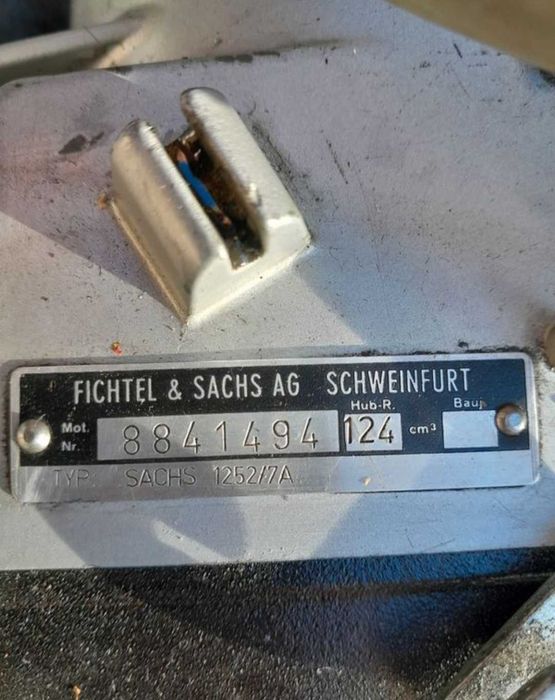 FICHTEL & SACHS AG SCHWEINFURT
Hub-R. Bauj.
Mot. Nr. 8841494 124 cm³
TYP: SACHS 1252/7A